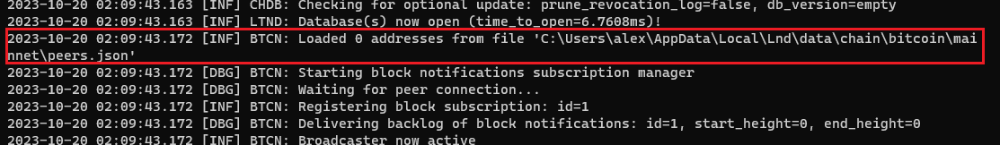 2023-10-20 02:09:43.163 [INF] CHDB: Checking for optional update: prune_revocation_log=false, db_version=empty
2023-10-20 02:09:43.163 [INF] LTND: Database(s) now open (time_to_open=6.7608ms)!
2023-10-20 02:09:43.172 [INF] BTCN: Loaded 0 addresses from file 'C:\Users\alex\AppData\Local\Lnd\data\chain\bitcoin\mai
nnet\peers.json'
2023-10-20 02:09:43.172 [DBG] BTCN: Starting block notifications subscription manager
2023-10-20 02:09:43.172 [DBG] BTCN: Waiting for peer connection...
2023-10-20 02:09:43.172 [INF] BTCN: Registering block subscription: id=1
2023-10-20 02:09:43.172 [DBG] BTCN: Delivering backlog of block notifications: id=1, start_height=0, end_height=0
2023-10-20 02:09:43.172 [INF] BTCN: Broadcaster now active